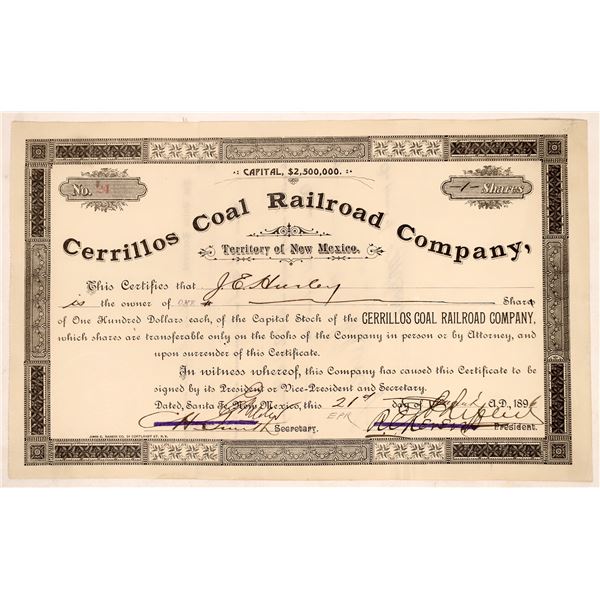 .: CAPITAL, $2,500,000. :.
No. 21
-1- Shares
Cerrillos Coal Railroad Company,
Territory of New Mexico.
This Certifies that J E Hurley
is the owner of ONE Share
of One Hundred Dollars each, of the Capital Stock of the CERRILLOS COAL RAILROAD COMPANY,
which shares are transferable only on the books of the Company in person or by Attorney, and
upon surrender of this Certificate.
In witness whereof, this Company has caused this Certificate to be
signed by its President or Vice-President and Secretary.
Dated, Santa Fe, New Mexico, this 21st day of A.D., 1896
EPR
Secretary.
President.